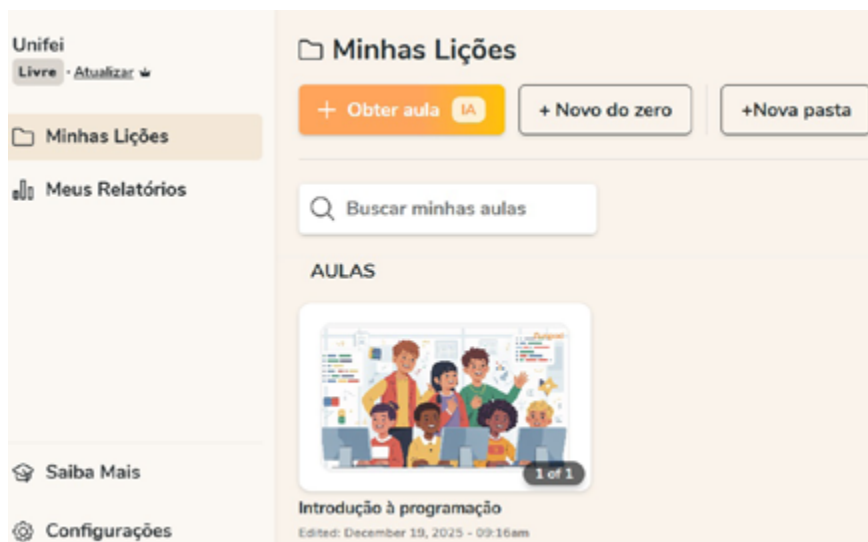 Unifei
Livre · Atualizar
Minhas Lições
Meus Relatórios
Saiba Mais
Configurações
Minhas Lições
+ Obter aula IA
+ Novo do zero
+Nova pasta
Buscar minhas aulas
AULAS
1 of 1
Introdução à programação
Edited: December 19, 2025 - 09:16am